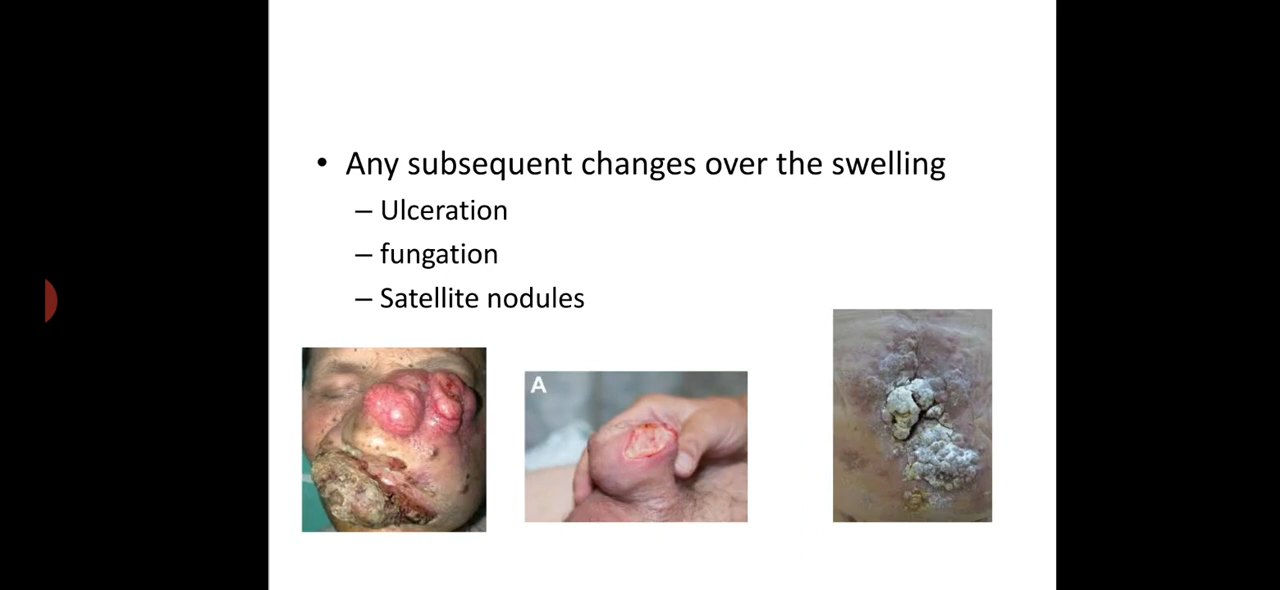 • Any subsequent changes over the swelling
– Ulceration
– fungation
– Satellite nodules
A